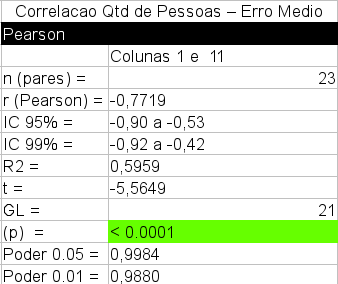 Correlacao Qtd de Pessoas – Erro Medio
Pearson
Colunas 1 e 11
n (pares) = 23
r (Pearson) = -0,7719
IC 95% = -0,90 a -0,53
IC 99% = -0,92 a -0,42
R2 = 0,5959
t = -5,5649
GL = 21
(p) = < 0.0001
Poder 0.05 = 0,9984
Poder 0.01 = 0,9880